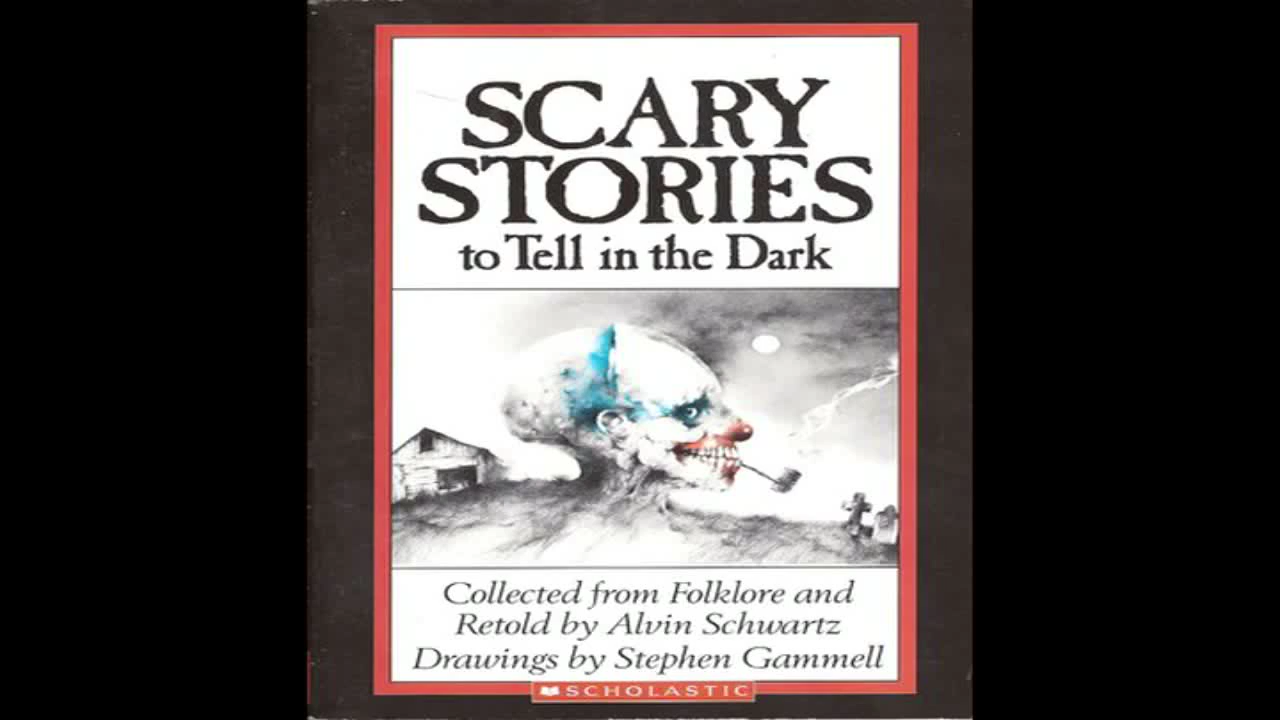 SCARY
STORIES
to Tell in the Dark
Collected from Folklore and
Retold by Alvin Schwartz
Drawings by Stephen Gammell
SCHOLASTIC